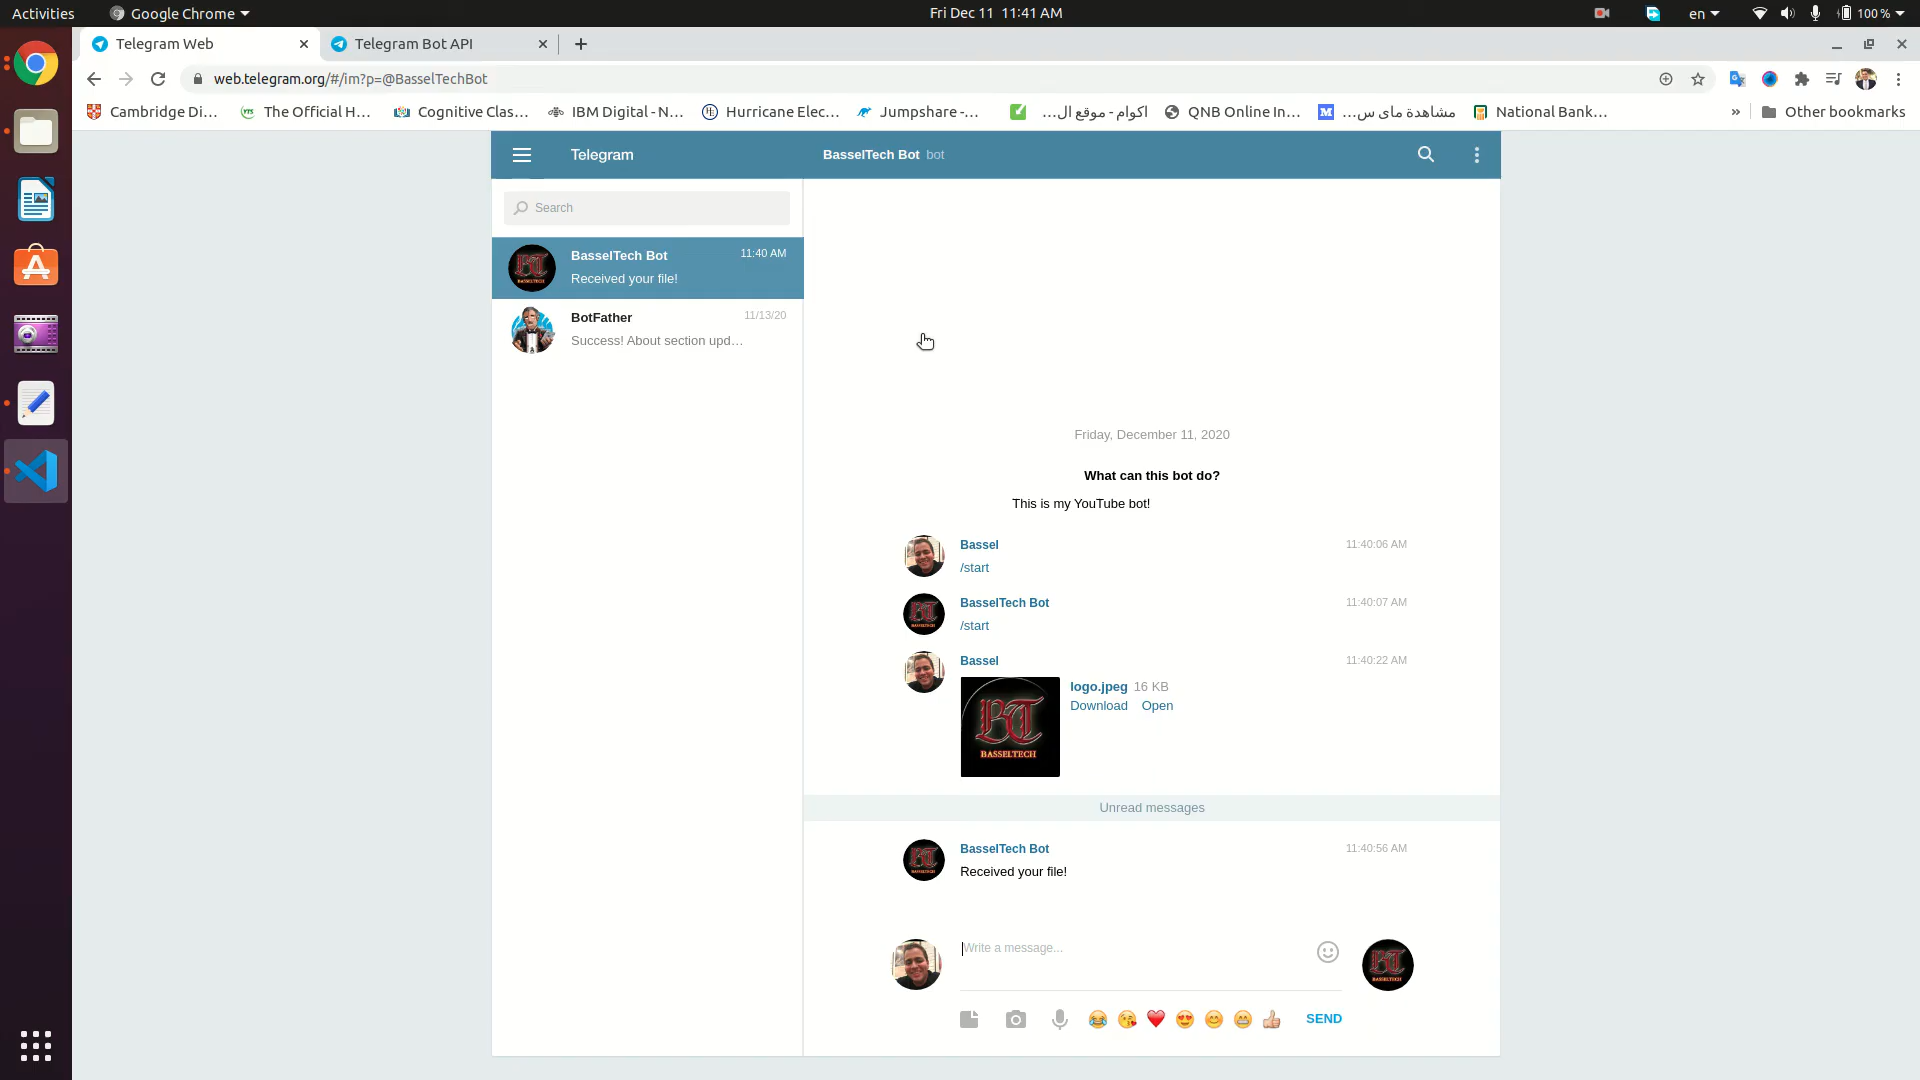 Activities
Google Chrome
Fri Dec 11 11:41 AM
en
100 %
Telegram Web
Telegram Bot API
web.telegram.org/#/im?p=@BasselTechBot
Cambridge Di...
The Official H...
Cognitive Clas...
IBM Digital - N...
Hurricane Elec...
Jumpshare -...
اكوام - موقع ال...
QNB Online In...
مشاهدة ماى س...
National Bank...
»
Other bookmarks
Telegram
BasselTech Bot bot
Search
BasselTech Bot 11:40 AM
Received your file!
BotFather 11/13/20
Success! About section upd...
Friday, December 11, 2020
What can this bot do?
This is my YouTube bot!
Bassel 11:40:06 AM
/start
BasselTech Bot 11:40:07 AM
/start
Bassel 11:40:22 AM
BT
BASSELTECH
logo.jpeg 16 KB
Download Open
Unread messages
BasselTech Bot 11:40:56 AM
Received your file!
Write a message...
SEND